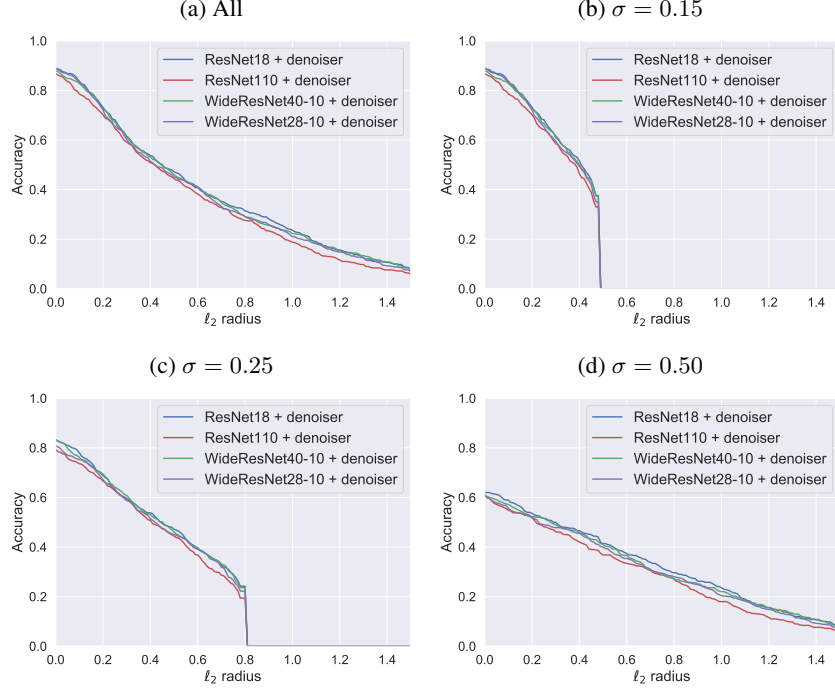 (a) All
1.0
0.8
0.6
0.4
0.2
0.0
Accuracy
ResNet18 + denoiser
ResNet110 + denoiser
WideResNet40-10 + denoiser
WideResNet28-10 + denoiser
0.0 0.2 0.4 0.6 0.8 1.0 1.2 1.4
ℓ₂ radius
(b) σ = 0.15
1.0
0.8
0.6
0.4
0.2
0.0
Accuracy
ResNet18 + denoiser
ResNet110 + denoiser
WideResNet40-10 + denoiser
WideResNet28-10 + denoiser
0.0 0.2 0.4 0.6 0.8 1.0 1.2 1.4
ℓ₂ radius
(c) σ = 0.25
1.0
0.8
0.6
0.4
0.2
0.0
Accuracy
ResNet18 + denoiser
ResNet110 + denoiser
WideResNet40-10 + denoiser
WideResNet28-10 + denoiser
0.0 0.2 0.4 0.6 0.8 1.0 1.2 1.4
ℓ₂ radius
(d) σ = 0.50
1.0
0.8
0.6
0.4
0.2
0.0
Accuracy
ResNet18 + denoiser
ResNet110 + denoiser
WideResNet40-10 + denoiser
WideResNet28-10 + denoiser
0.0 0.2 0.4 0.6 0.8 1.0 1.2 1.4
ℓ₂ radius